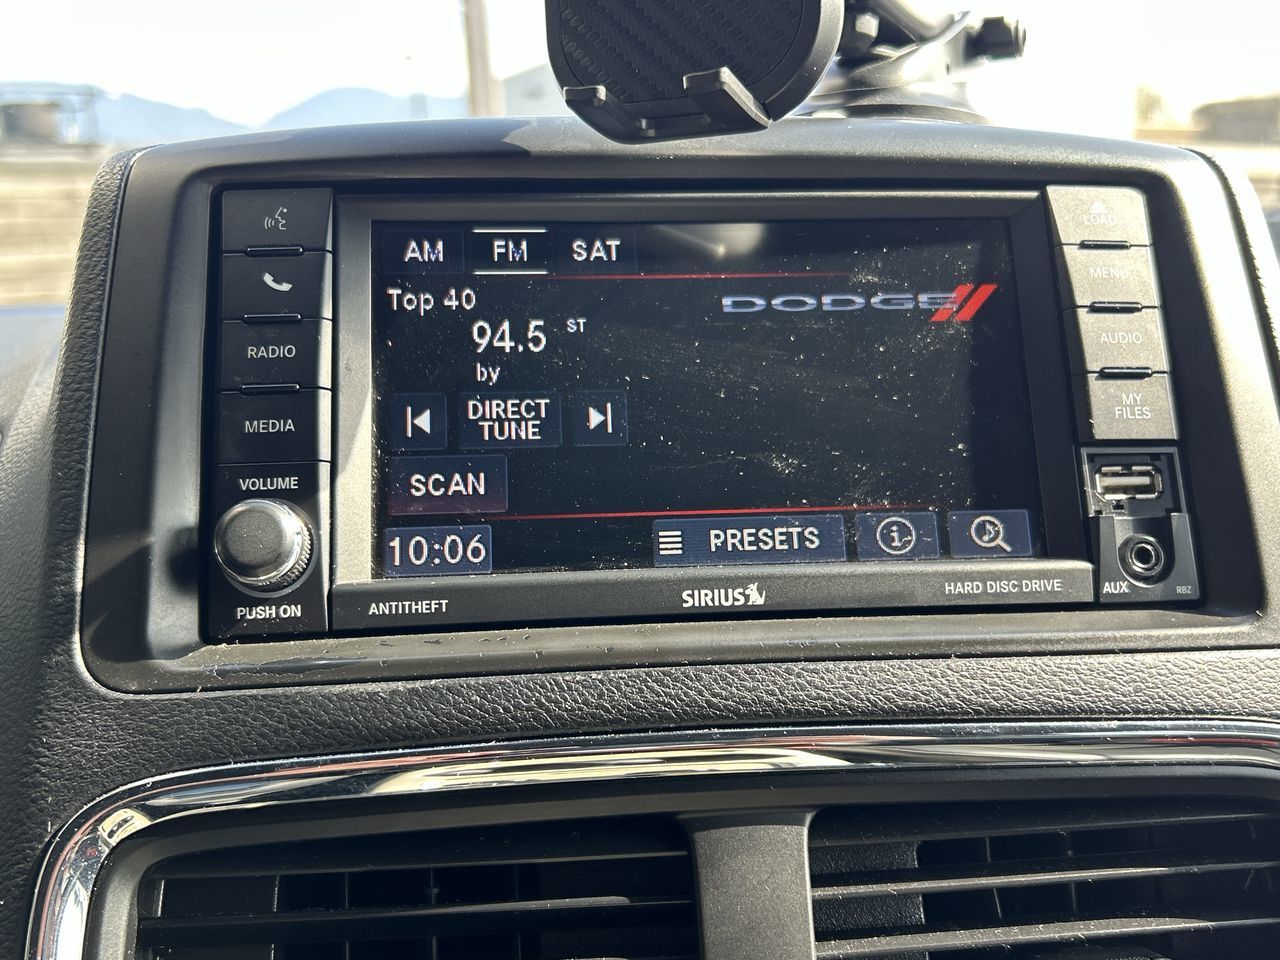 AM FM SAT
Top 40
DODGE
94.5 ST
by
DIRECT
TUNE
SCAN
10:06
PRESETS
RADIO
MEDIA
VOLUME
PUSH ON
LOAD
MENU
AUDIO
MY
FILES
AUX
RBZ
ANTITHEFT
SIRIUS
HARD DISC DRIVE